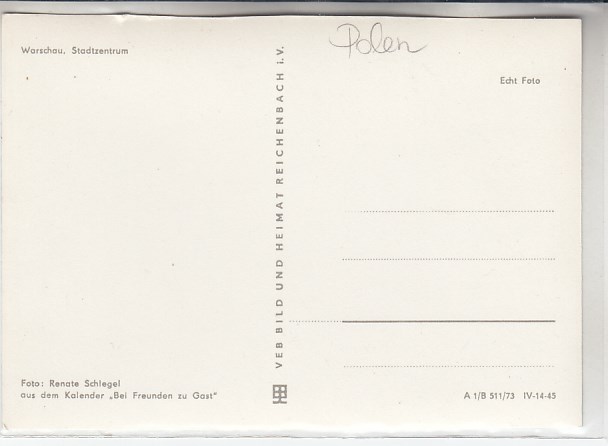 Warschau, Stadtzentrum
Polen
Echt Foto
VEB BILD UND HEIMAT REICHENBACH i.V.
Foto: Renate Schlegel
aus dem Kalender „Bei Freunden zu Gast“
A 1/B 511/73 IV-14-45